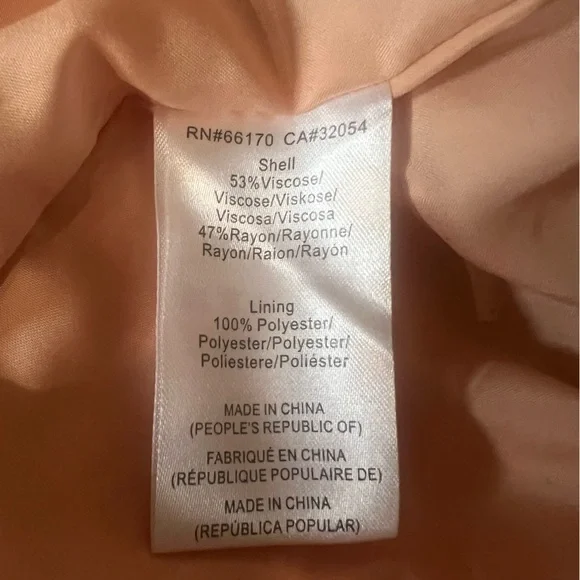 RN#66170 CA#32054
Shell
53%Viscose/
Viscose/Viskose/
Viscosa/Viscosa
47%Rayon/Rayonne/
Rayon/Raion/Rayón
Lining
100% Polyester/
Polyester/Polyester/
Poliestere/Poliéster
MADE IN CHINA
(PEOPLE'S REPUBLIC OF)
FABRIQUÉ EN CHINA
(RÉPUBLIQUE POPULAIRE DE)
MADE IN CHINA
(REPÚBLICA POPULAR)